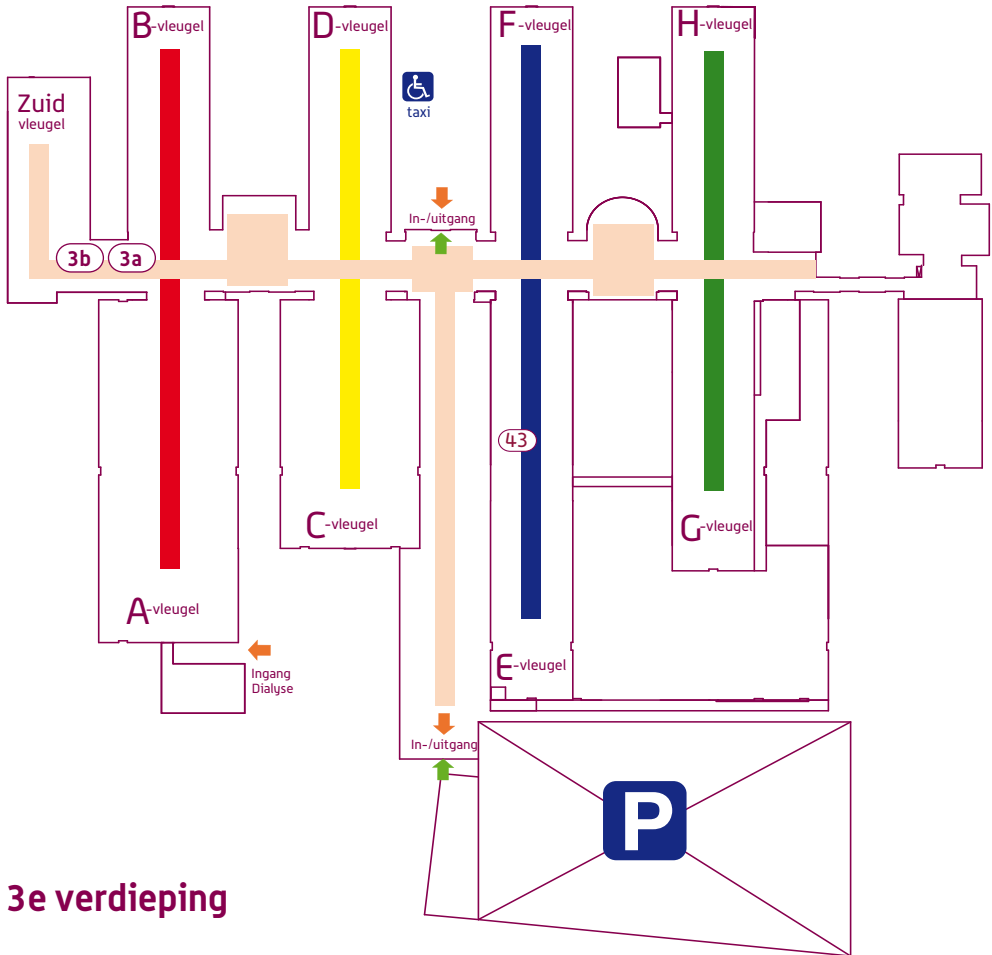 B-vleugel
D-vleugel
F-vleugel
H-vleugel
Zuid
vleugel
taxi
In-/uitgang
3b
3a
43
C-vleugel
G-vleugel
A-vleugel
E-vleugel
Ingang
Dialyse
In-/uitgang
P
3e verdieping